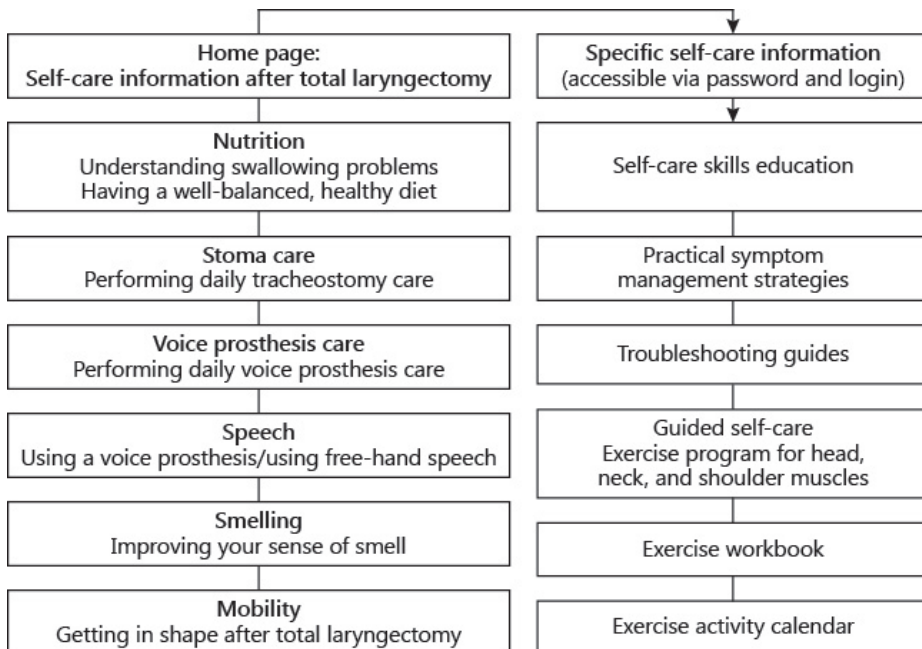 Home page:
Self-care information after total laryngectomy
Nutrition
Understanding swallowing problems
Having a well-balanced, healthy diet
Stoma care
Performing daily tracheostomy care
Voice prosthesis care
Performing daily voice prosthesis care
Speech
Using a voice prosthesis/using free-hand speech
Smelling
Improving your sense of smell
Mobility
Getting in shape after total laryngectomy
Specific self-care information
(accessible via password and login)
Self-care skills education
Practical symptom
management strategies
Troubleshooting guides
Guided self-care
Exercise program for head,
neck, and shoulder muscles
Exercise workbook
Exercise activity calendar